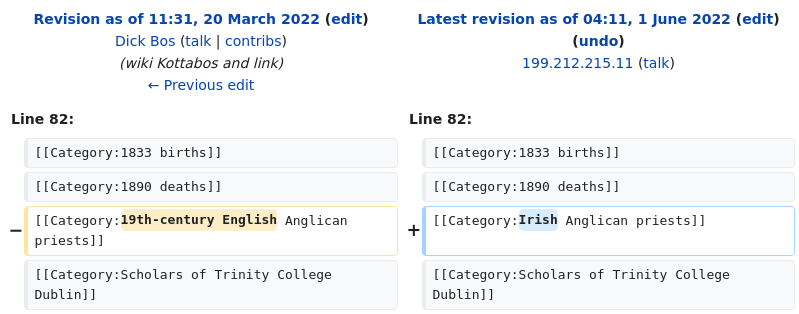 Revision as of 11:31, 20 March 2022 (edit)
Dick Bos (talk | contribs)
(wiki Kottabos and link)
← Previous edit
Latest revision as of 04:11, 1 June 2022 (edit)
(undo)
199.212.215.11 (talk)
Line 82:
Line 82:
[[Category:1833 births]]
[[Category:1833 births]]
[[Category:1890 deaths]]
[[Category:1890 deaths]]
− [[Category:19th-century English Anglican
priests]]
+ [[Category:Irish Anglican priests]]
[[Category:Scholars of Trinity College
Dublin]]
[[Category:Scholars of Trinity College
Dublin]]